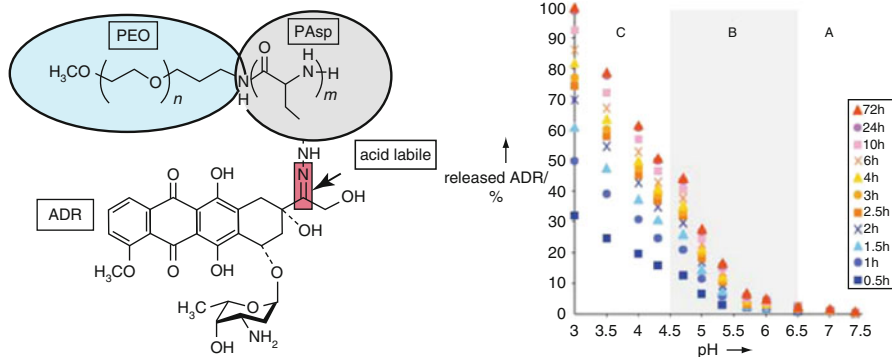 PEO
PAsp
H₃CO
O
n
N
H
O
H
N
H
m
NH
N
acid labile
ADR
O
OH
O
OH
OH
OCH₃
O
OH
O
H₃C
O
OH
NH₂
released ADR/
%
100
90
80
70
60
50
40
30
20
10
0
C
B
A
3
3.5
4
4.5
5
5.5
6
6.5
7
7.5
pH
72h
24h
10h
6h
4h
3h
2.5h
2h
1.5h
1h
0.5h